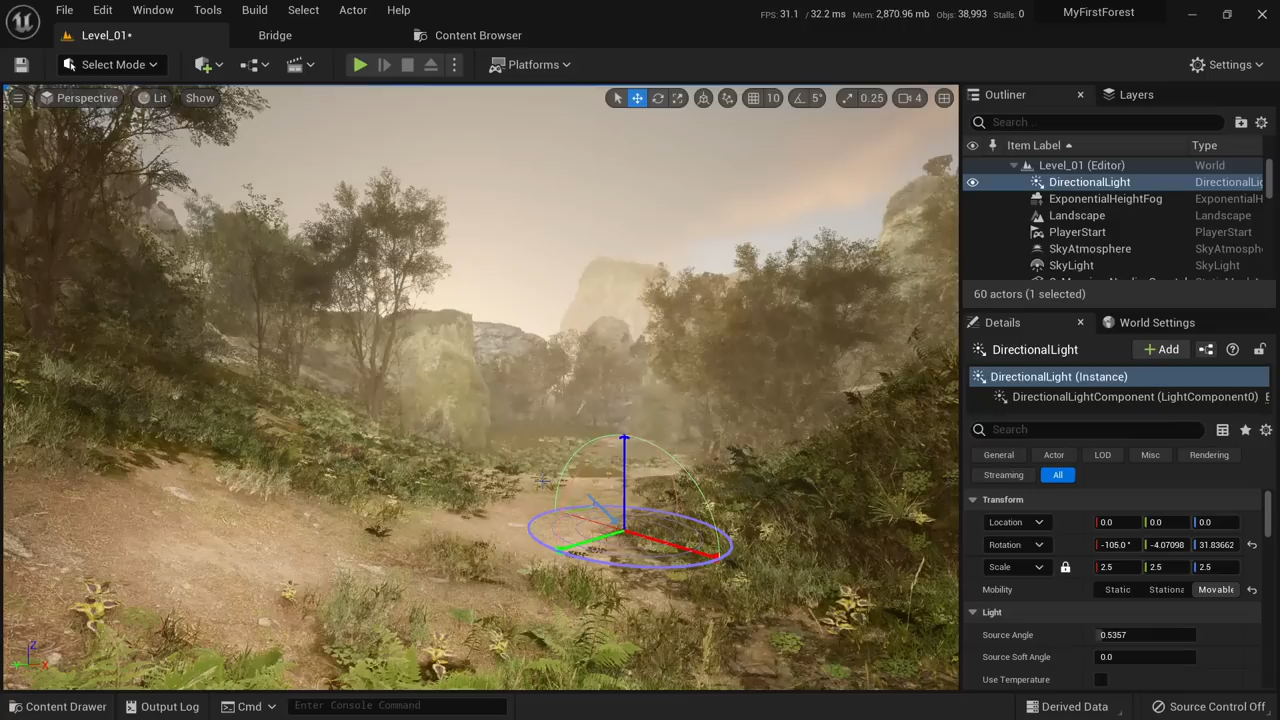 File Edit Window Tools Build Select Actor Help
FPS: 31.1 / 32.2 ms Mem: 2,870.96 mb Objs: 38,993 Stalls: 0
MyFirstForest
Level_01*
Bridge
Content Browser
Select Mode
Platforms
Settings
Perspective
Lit
Show
10
5°
0.25
4
Outliner
Layers
Search...
Item Label
Type
Level_01 (Editor) World
DirectionalLight DirectionalLi
ExponentialHeightFog ExponentialH
Landscape Landscape
PlayerStart PlayerStart
SkyAtmosphere SkyAtmosph
SkyLight SkyLight
60 actors (1 selected)
Details
World Settings
DirectionalLight
Add
DirectionalLight (Instance)
DirectionalLightComponent (LightComponent0) E
Search
General Actor LOD Misc Rendering
Streaming All
Transform
Location 0.0 0.0 0.0
Rotation -105.0 ° -4.07098 31.83662
Scale 2.5 2.5 2.5
Mobility Static Stationa Movable
Light
Source Angle 0.5357
Source Soft Angle 0.0
Use Temperature
Z
Y
X
Content Drawer
Output Log
Cmd
Enter Console Command
Derived Data
Source Control Off